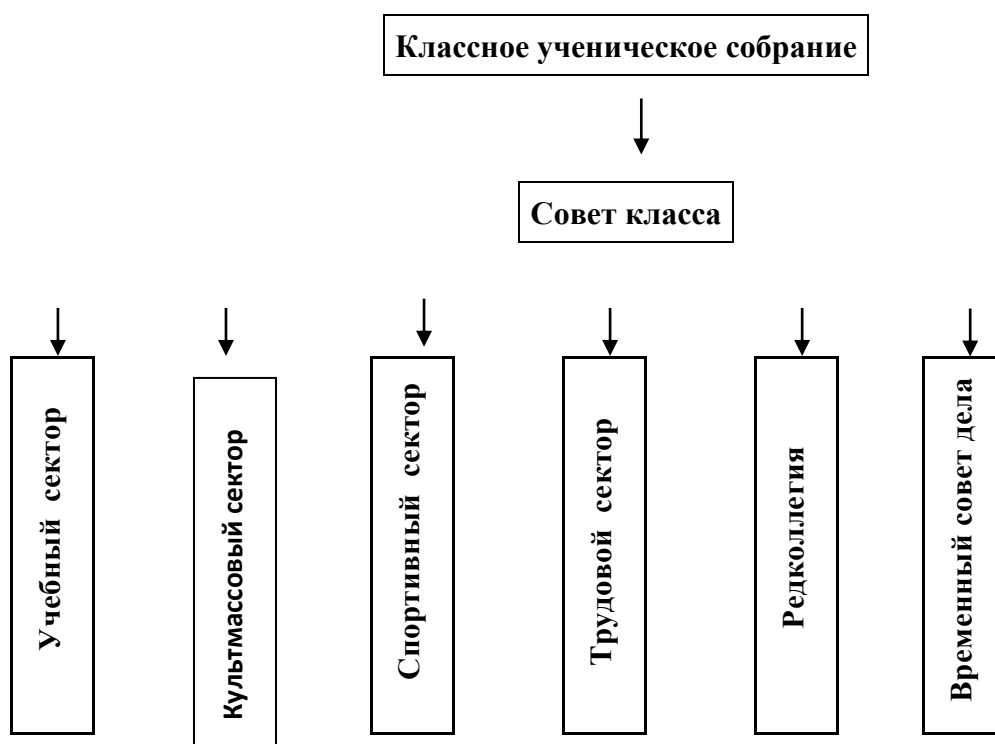 Классное ученическое собрание
Совет класса
Учебный сектор
Культмассовый сектор
Спортивный сектор
Трудовой сектор
Редколлегия
Временный совет дела